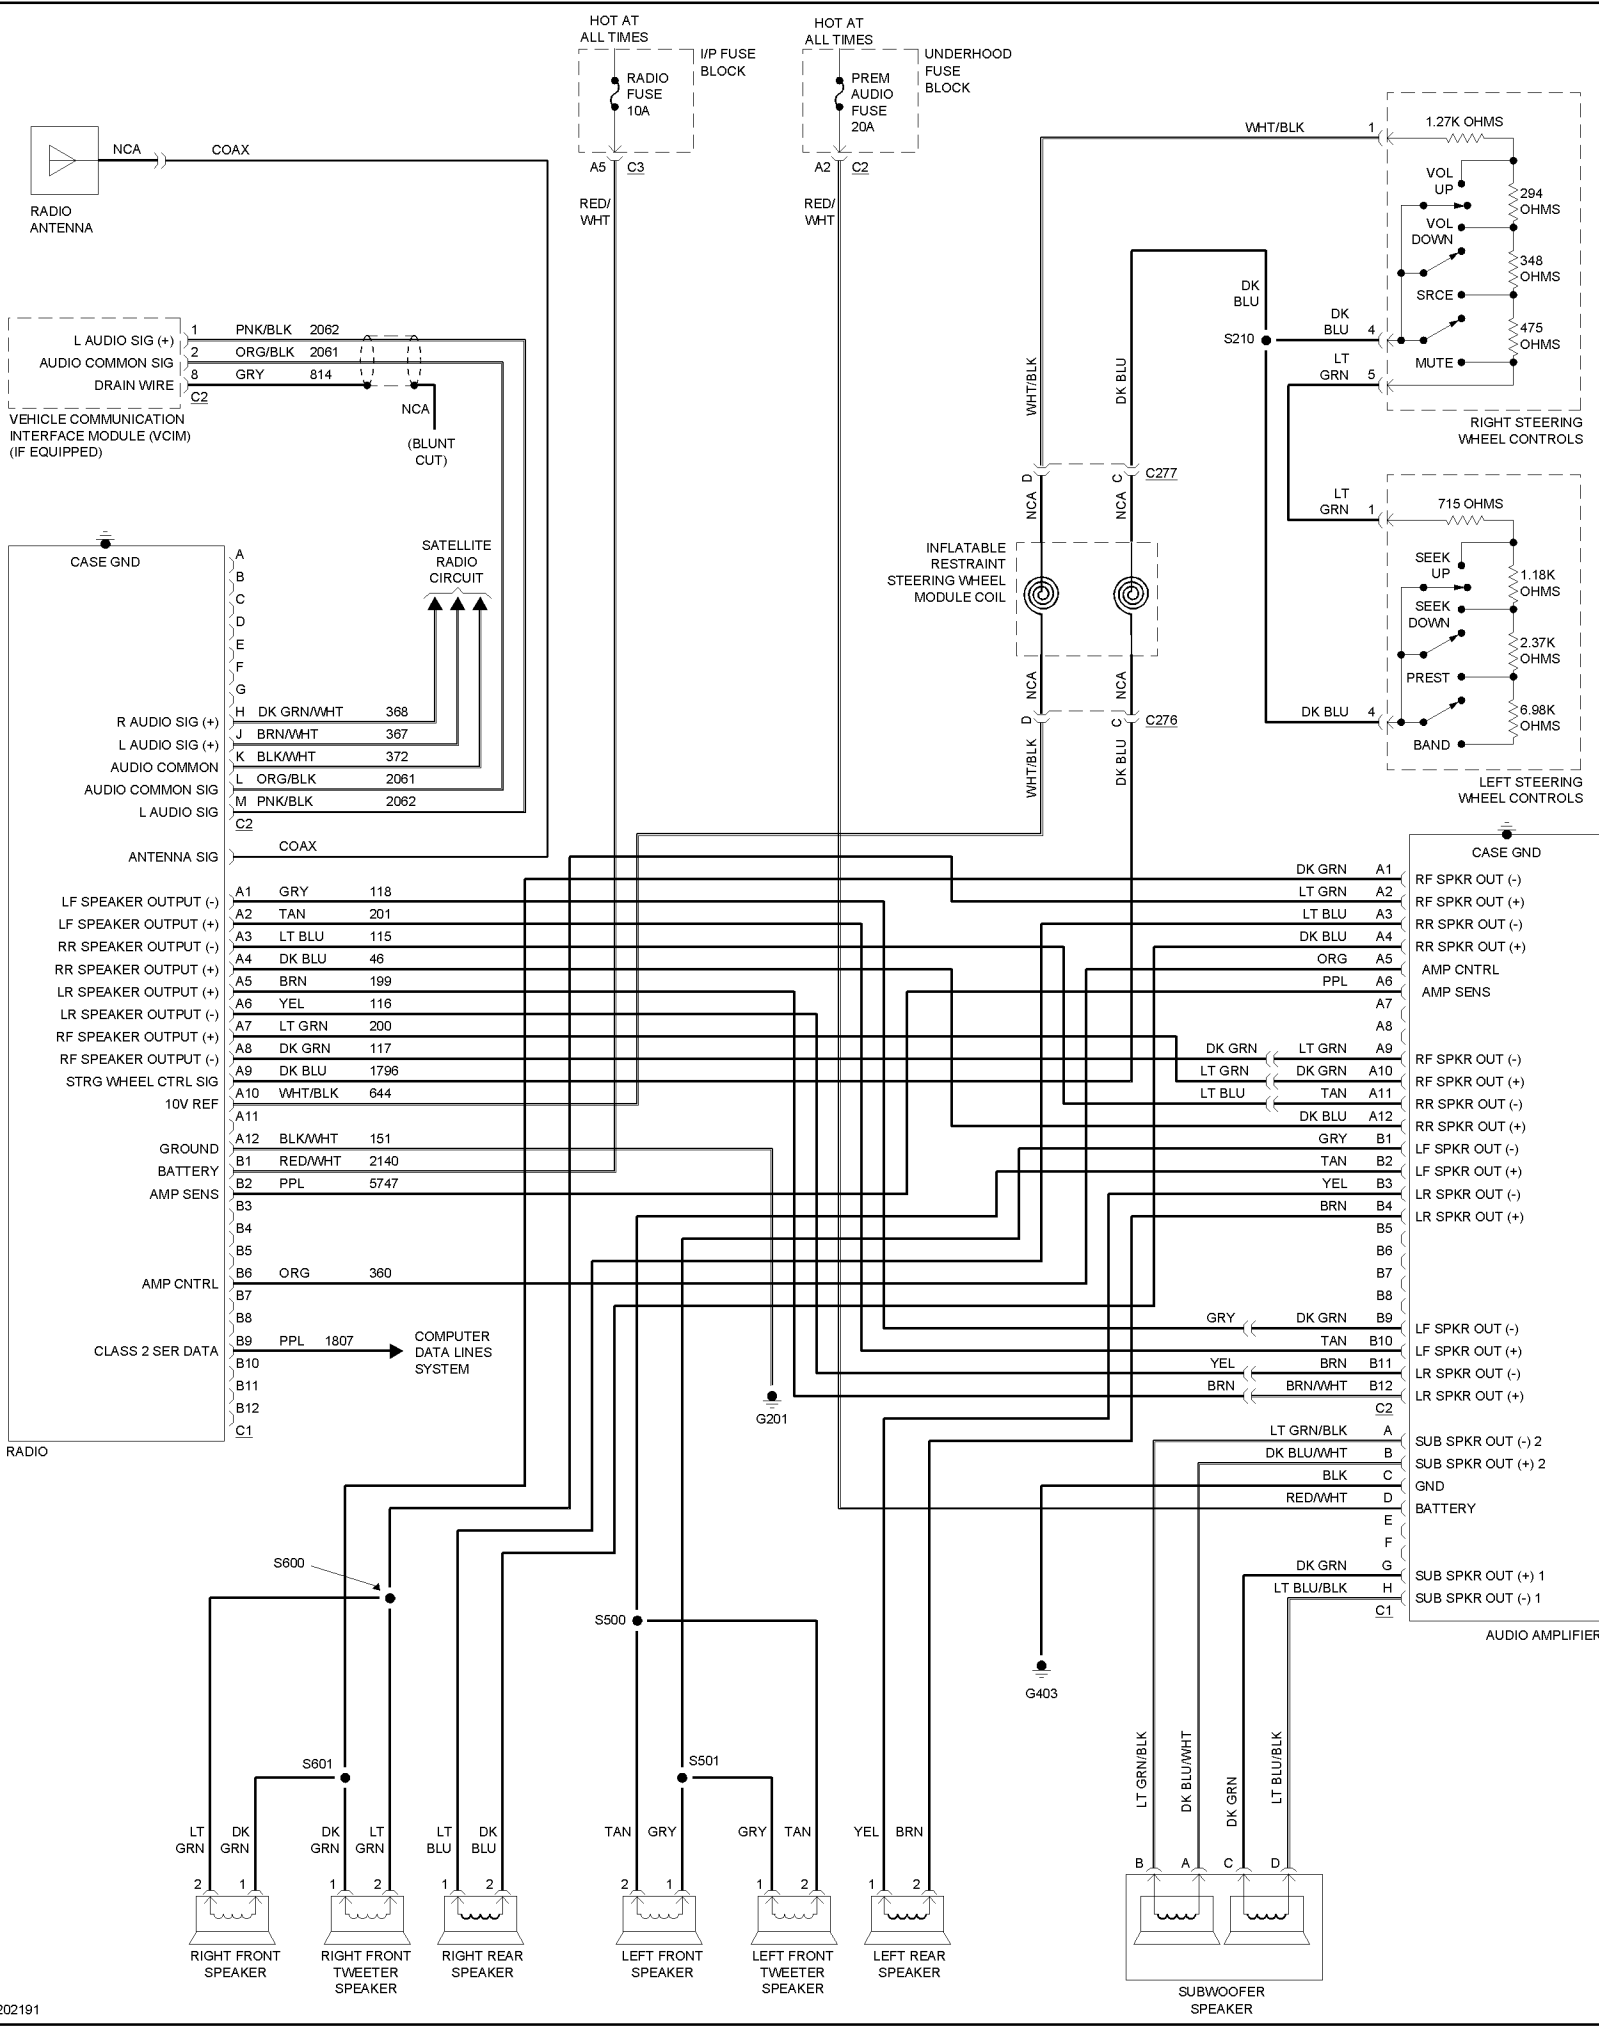 HOT AT
ALL TIMES
I/P FUSE
BLOCK
RADIO
FUSE
10A
A5 C3
RED/
WHT
HOT AT
ALL TIMES
UNDERHOOD
FUSE
BLOCK
PREM
AUDIO
FUSE
20A
A2 C2
RED/
WHT
NCA COAX
RADIO
ANTENNA
WHT/BLK 1
1.27K OHMS
VOL
UP
294
OHMS
VOL
DOWN
348
OHMS
SRCE
475
OHMS
MUTE
DK
BLU
S210
DK
BLU 4
LT
GRN 5
RIGHT STEERING
WHEEL CONTROLS
L AUDIO SIG (+) 1 PNK/BLK 2062
AUDIO COMMON SIG 2 ORG/BLK 2061
DRAIN WIRE 8 GRY 814
C2
NCA
(BLUNT
CUT)
VEHICLE COMMUNICATION
INTERFACE MODULE (VCIM)
(IF EQUIPPED)
WHT/BLK
DK BLU
D C C277
NCA NCA
INFLATABLE
RESTRAINT
STEERING WHEEL
MODULE COIL
NCA NCA
D C C276
WHT/BLK
DK BLU
LT
GRN 1
715 OHMS
SEEK
UP
1.18K
OHMS
SEEK
DOWN
2.37K
OHMS
PREST
6.98K
OHMS
BAND
DK BLU 4
LEFT STEERING
WHEEL CONTROLS
CASE GND
SATELLITE
RADIO
CIRCUIT
A
B
C
D
E
F
G
R AUDIO SIG (+) H DK GRN/WHT 368
L AUDIO SIG (+) J BRN/WHT 367
AUDIO COMMON K BLK/WHT 372
AUDIO COMMON SIG L ORG/BLK 2061
L AUDIO SIG M PNK/BLK 2062
C2
ANTENNA SIG COAX
LF SPEAKER OUTPUT (-) A1 GRY 118
LF SPEAKER OUTPUT (+) A2 TAN 201
RR SPEAKER OUTPUT (-) A3 LT BLU 115
RR SPEAKER OUTPUT (+) A4 DK BLU 46
LR SPEAKER OUTPUT (+) A5 BRN 199
LR SPEAKER OUTPUT (-) A6 YEL 116
RF SPEAKER OUTPUT (+) A7 LT GRN 200
RF SPEAKER OUTPUT (-) A8 DK GRN 117
STRG WHEEL CTRL SIG A9 DK BLU 1796
10V REF A10 WHT/BLK 644
A11
GROUND A12 BLK/WHT 151
BATTERY B1 RED/WHT 2140
AMP SENS B2 PPL 5747
B3
B4
B5
AMP CNTRL B6 ORG 360
B7
B8
CLASS 2 SER DATA B9 PPL 1807
COMPUTER
DATA LINES
SYSTEM
B10
B11
B12
C1
RADIO
G201
CASE GND
DK GRN A1 RF SPKR OUT (-)
LT GRN A2 RF SPKR OUT (+)
LT BLU A3 RR SPKR OUT (-)
DK BLU A4 RR SPKR OUT (+)
ORG A5 AMP CNTRL
PPL A6 AMP SENS
A7
A8
DK GRN LT GRN A9 RF SPKR OUT (-)
LT GRN DK GRN A10 RF SPKR OUT (+)
LT BLU TAN A11 RR SPKR OUT (-)
DK BLU A12 RR SPKR OUT (+)
GRY B1 LF SPKR OUT (-)
TAN B2 LF SPKR OUT (+)
YEL B3 LR SPKR OUT (-)
BRN B4 LR SPKR OUT (+)
B5
B6
B7
B8
GRY DK GRN B9 LF SPKR OUT (-)
TAN B10 LF SPKR OUT (+)
YEL BRN B11 LR SPKR OUT (-)
BRN BRN/WHT B12 LR SPKR OUT (+)
C2
LT GRN/BLK A SUB SPKR OUT (-) 2
DK BLU/WHT B SUB SPKR OUT (+) 2
BLK C GND
RED/WHT D BATTERY
E
F
DK GRN G SUB SPKR OUT (+) 1
LT BLU/BLK H SUB SPKR OUT (-) 1
C1
AUDIO AMPLIFIER
S600
S500
G403
S601
S501
LT
GRN
DK
GRN
DK
GRN
LT
GRN
LT
BLU
DK
BLU
TAN GRY GRY TAN YEL BRN
LT GRN/BLK
DK BLU/WHT
DK GRN
LT BLU/BLK
2 1 1 2 1 2 2 1 1 2 1 2
B A C D
RIGHT FRONT
SPEAKER
RIGHT FRONT
TWEETER
SPEAKER
RIGHT REAR
SPEAKER
LEFT FRONT
SPEAKER
LEFT FRONT
TWEETER
SPEAKER
LEFT REAR
SPEAKER
SUBWOOFER
SPEAKER
202191